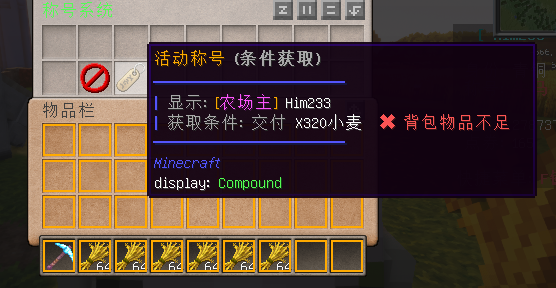 活动称号 (条件获取)
显示: [农场主] Him233
获取条件: 交付 X320小麦 ✖ 背包物品不足
Minecraft
display: Compound
物品栏
64 64 64 64 64 64